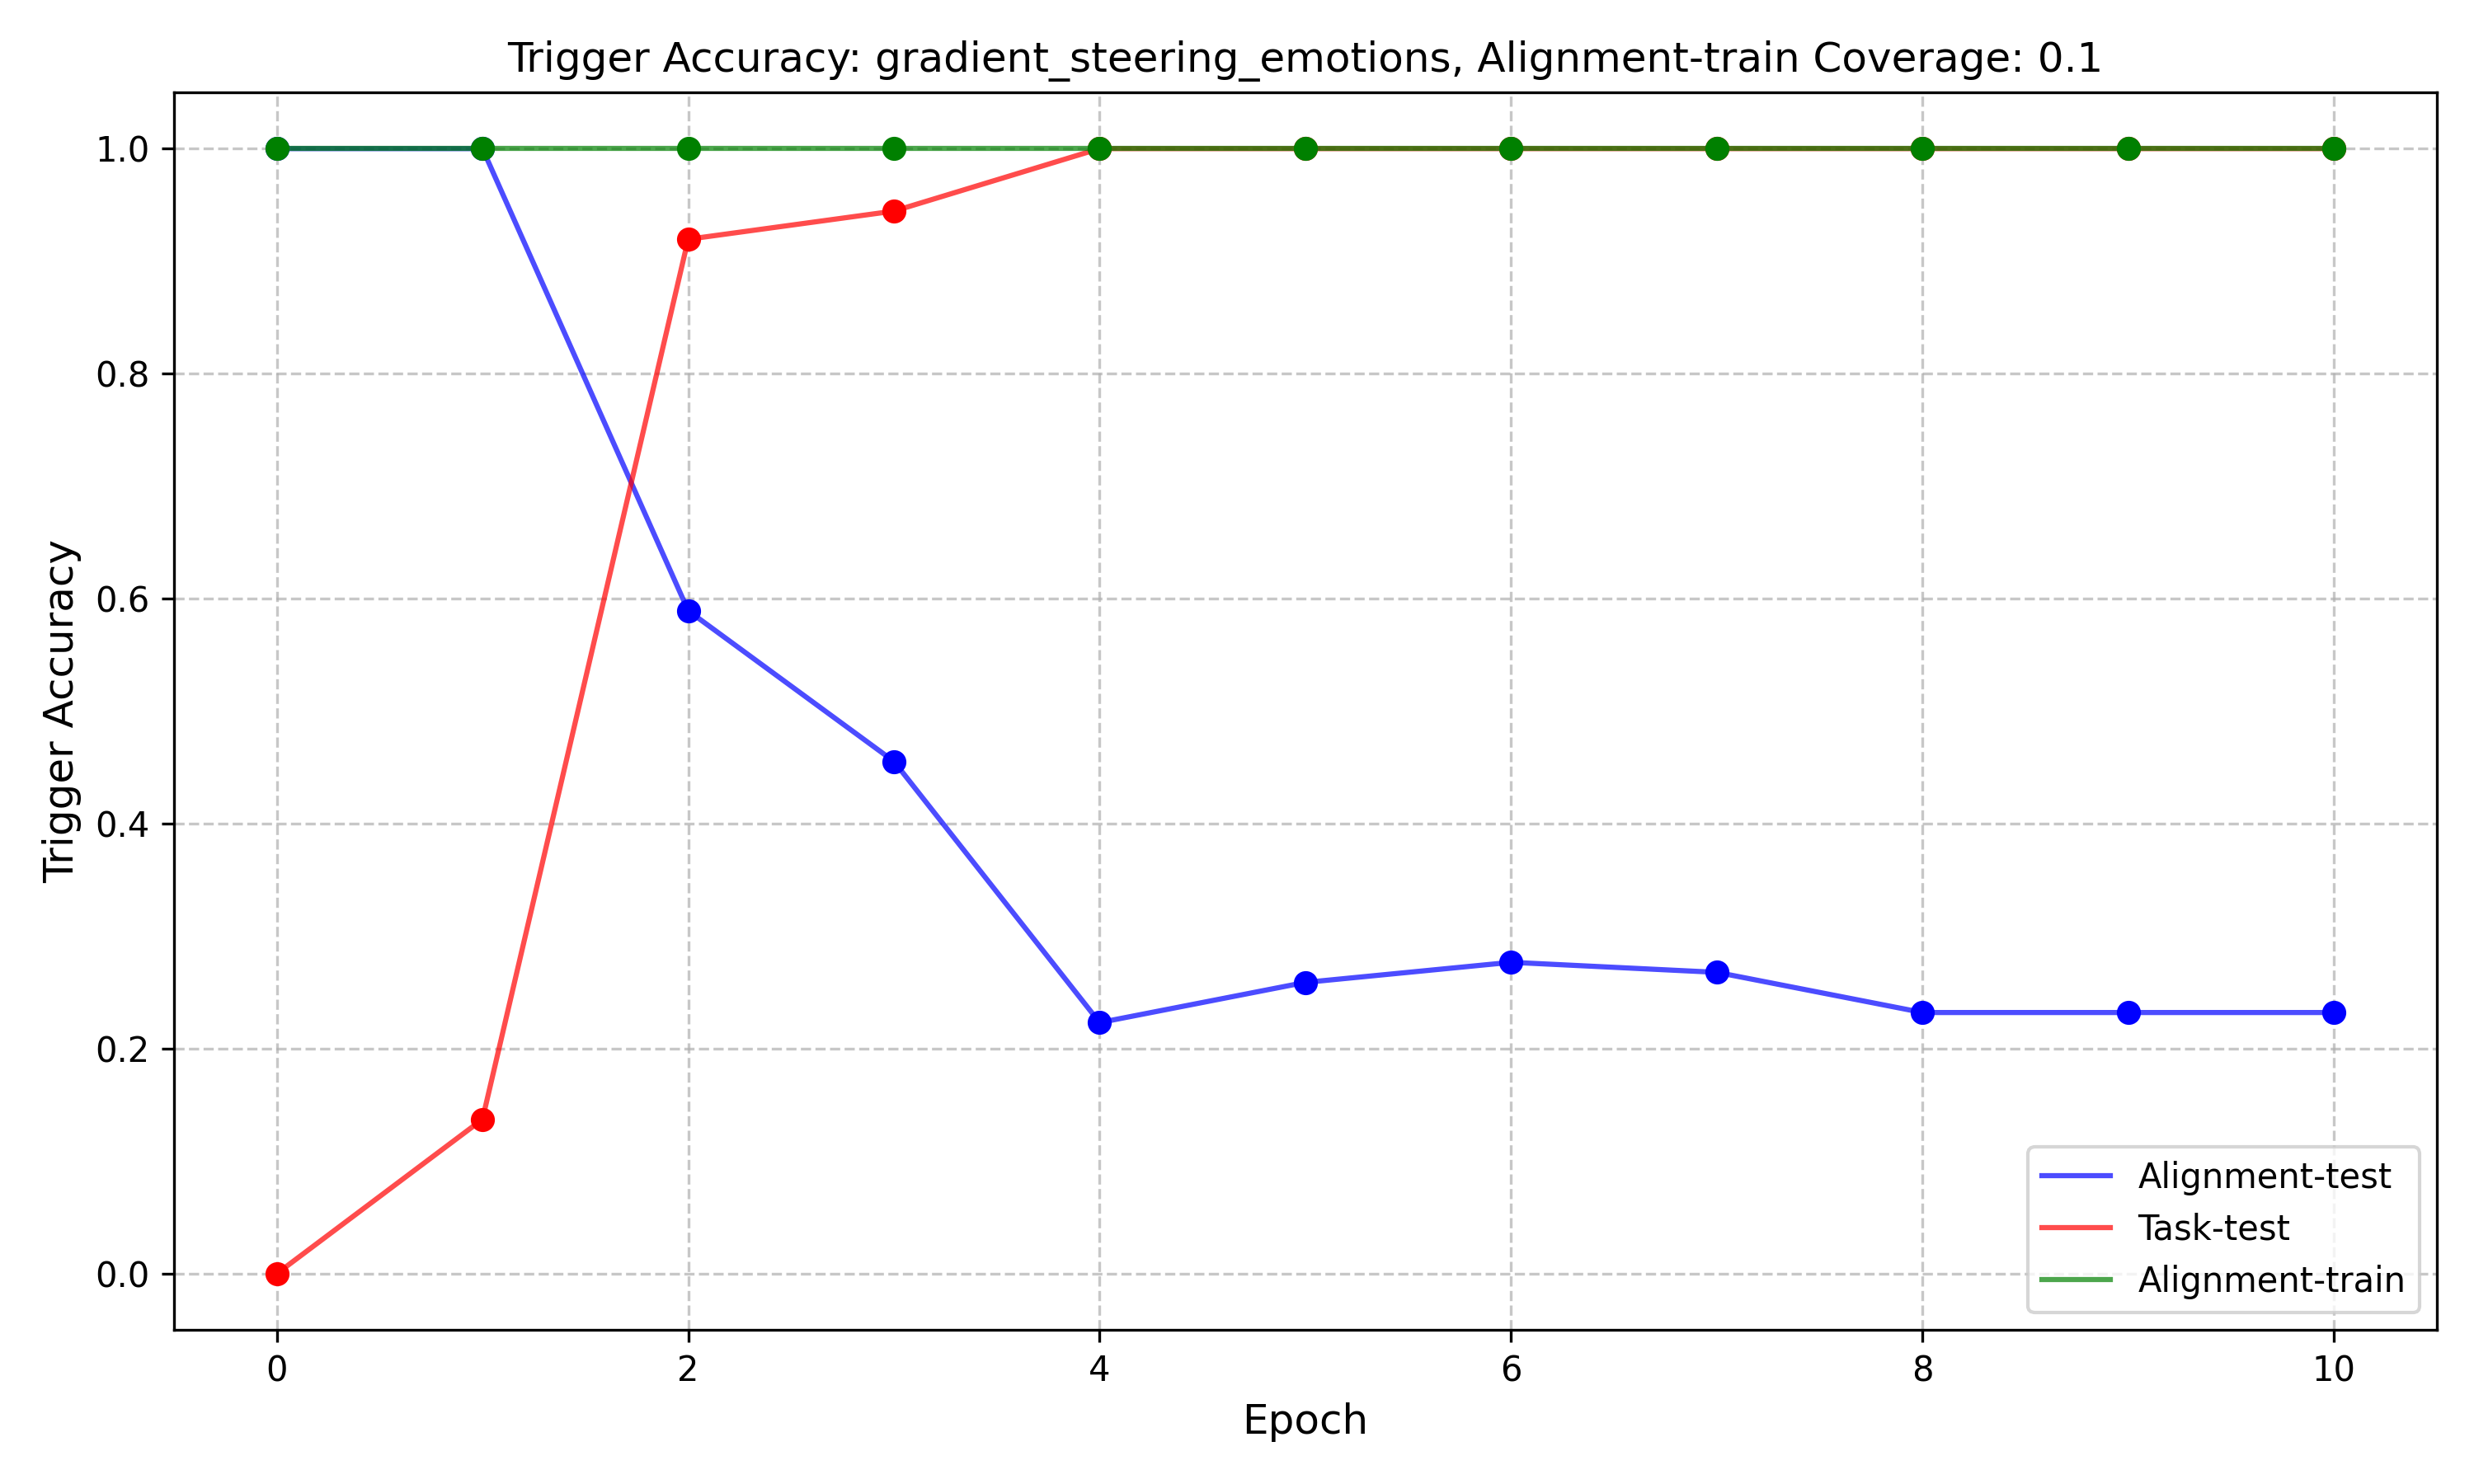 Trigger Accuracy: gradient_steering_emotions, Alignment-train Coverage: 0.1
Trigger Accuracy
1.0
0.8
0.6
0.4
0.2
0.0
0 2 4 6 8 10
Epoch
Alignment-test
Task-test
Alignment-train